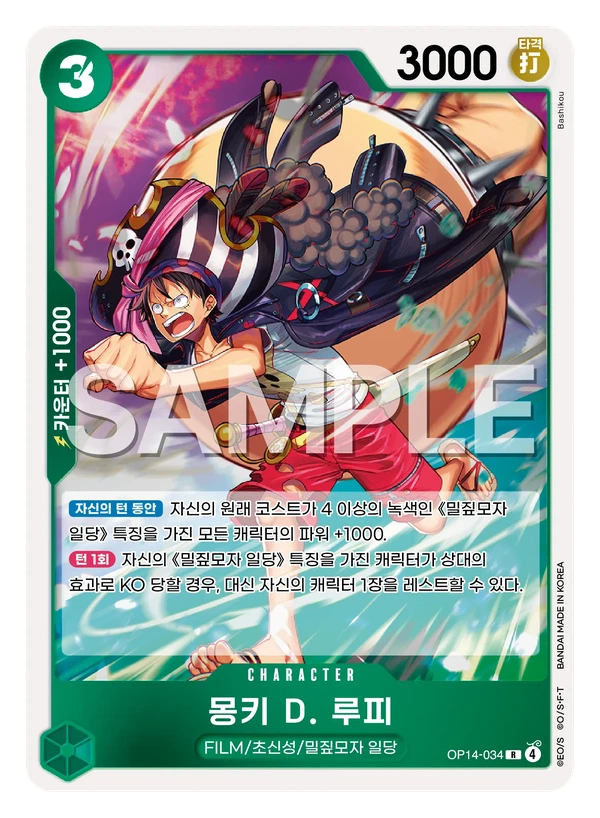 3
3000
타격
打
Bashikou
카운터 +1000
SAMPLE
자신의 턴 동안 자신의 원래 코스트가 4 이상의 녹색인 《밀짚모자
일당》 특징을 가진 모든 캐릭터의 파워 +1000.
턴 1회 자신의 《밀짚모자 일당》 특징을 가진 캐릭터가 상대의
효과로 KO 당할 경우, 대신 자신의 캐릭터 1장을 레스트할 수 있다.
CHARACTER
몽키 D. 루피
FILM/초신성/밀짚모자 일당
OP14-034 R 4
©E.O/S ©O/S·F·T BANDAI MADE IN KOREA